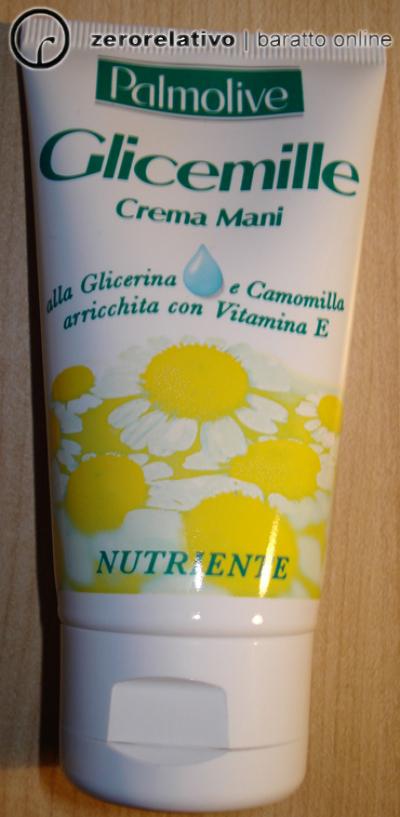 zerorelativo | baratto online
Palmolive
Glicemille
Crema Mani
alla Glicerina e Camomilla
arricchita con Vitamina E
NUTRIENTE